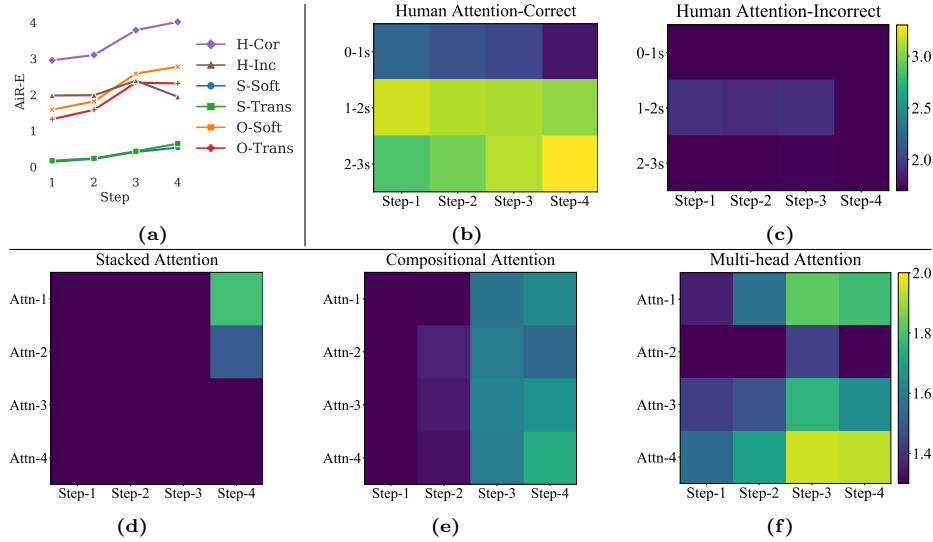 4
3
2
1
0
AiR-E
1 2 3 4
Step
H-Cor
H-Inc
S-Soft
S-Trans
O-Soft
O-Trans
(a)
Human Attention-Correct
0-1s
1-2s
2-3s
Step-1 Step-2 Step-3 Step-4
(b)
Human Attention-Incorrect
0-1s
1-2s
2-3s
Step-1 Step-2 Step-3 Step-4
3.0
2.5
2.0
(c)
Stacked Attention
Attn-1
Attn-2
Attn-3
Attn-4
Step-1 Step-2 Step-3 Step-4
(d)
Compositional Attention
Attn-1
Attn-2
Attn-3
Attn-4
Step-1 Step-2 Step-3 Step-4
(e)
Multi-head Attention
Attn-1
Attn-2
Attn-3
Attn-4
Step-1 Step-2 Step-3 Step-4
2.0
1.8
1.6
1.4
(f)